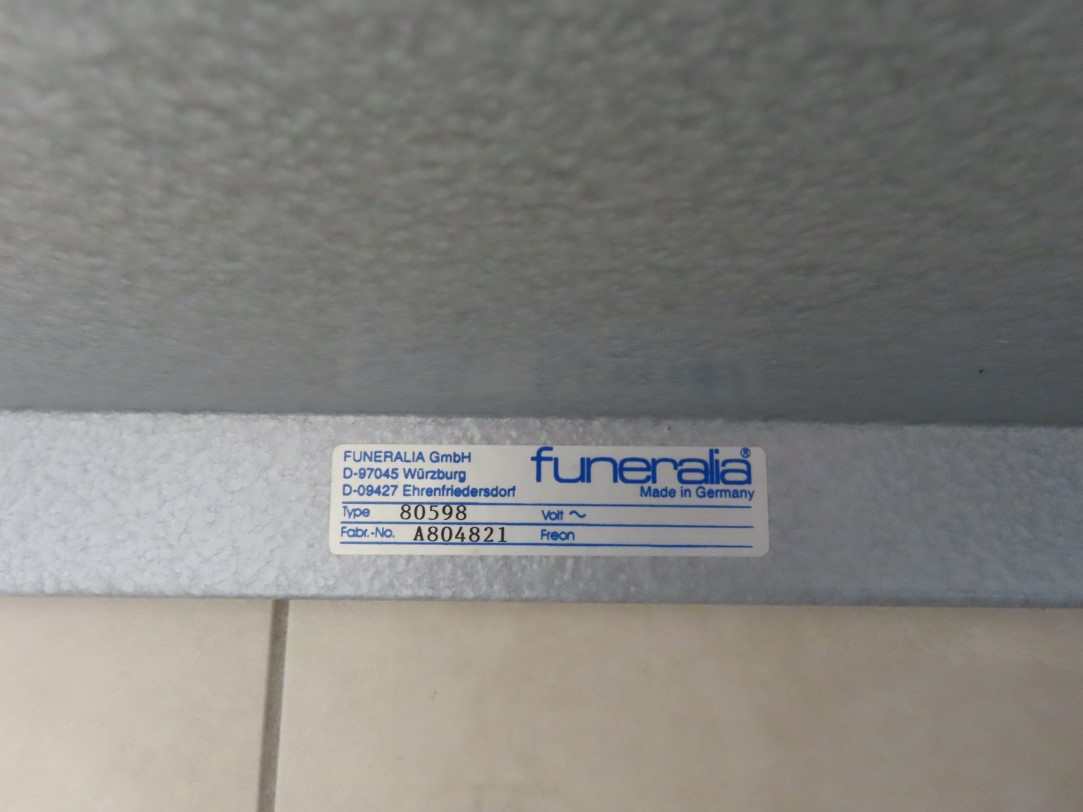 FUNERALIA GmbH
D-97045 Würzburg
D-09427 Ehrenfriedersdorf
funeralia®
Made in Germany
Type 80598 Volt ~
Fabr.-No. A804821 Freon